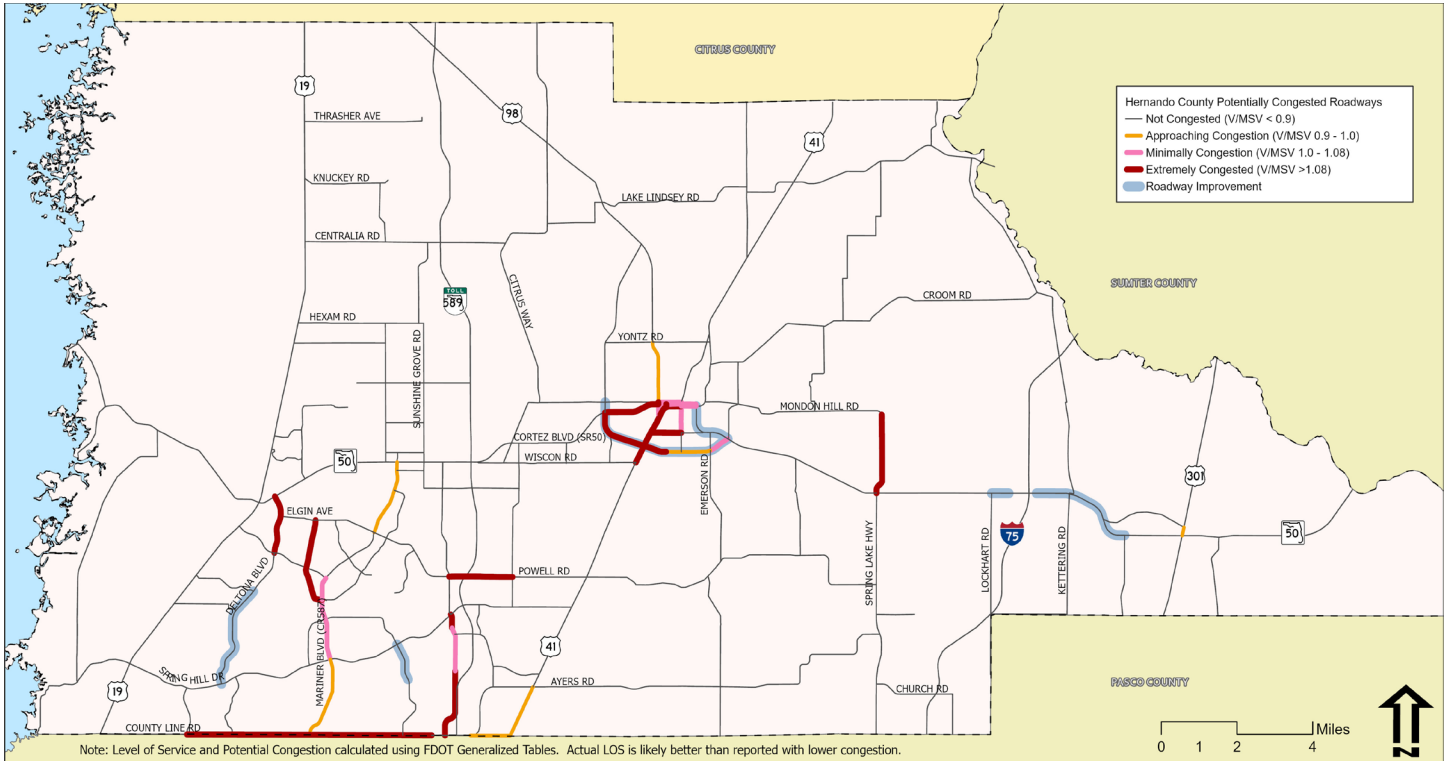 CITRUS COUNTY
19
98
41
THRASHER AVE
Hernando County Potentially Congested Roadways
Not Congested (V/MSV < 0.9)
Approaching Congestion (V/MSV 0.9 - 1.0)
Minimally Congestion (V/MSV 1.0 - 1.08)
Extremely Congested (V/MSV >1.08)
Roadway Improvement
KNUCKEY RD
LAKE LINDSEY RD
CENTRALIA RD
CITRUS WAY
SUMTER COUNTY
TOLL
589
CROOM RD
HEXAM RD
SUNSHINE GROVE RD
YONTZ RD
MONDON HILL RD
CORTEZ BLVD (SR50)
WISCON RD
50
EMERSON RD
301
ELGIN AVE
75
50
SPRING LAKE HWY
LOCKHART RD
KETTERING RD
POWELL RD
DELTONA BLVD
MARINER BLVD (CR587)
41
SPRING HILL DR
19
AYERS RD
CHURCH RD
PASCO COUNTY
COUNTY LINE RD
Miles
0 1 2 4
N
Note: Level of Service and Potential Congestion calculated using FDOT Generalized Tables. Actual LOS is likely better than reported with lower congestion.